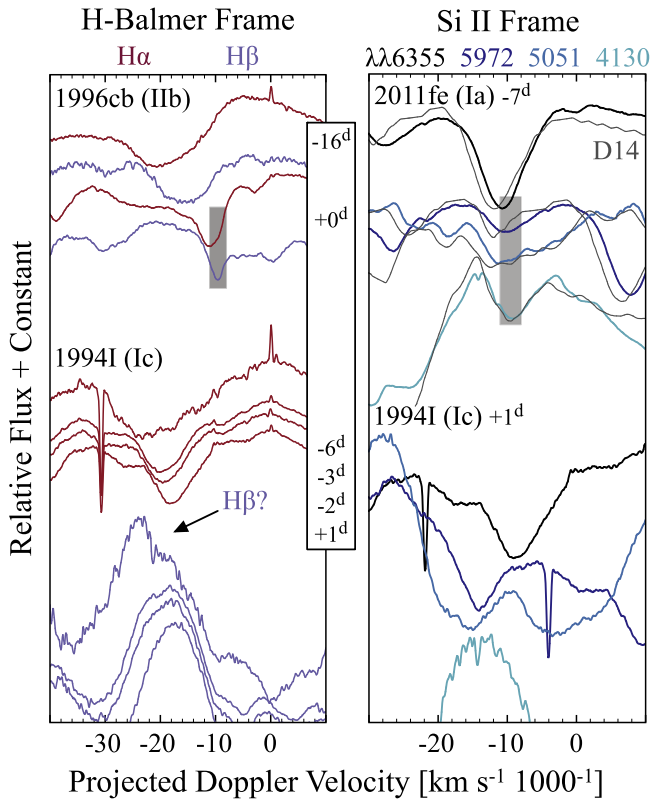 H-Balmer Frame
Hα Hβ
1996cb (IIb)
-16ᵈ
+0ᵈ
1994I (Ic)
-6ᵈ
-3ᵈ
-2ᵈ
+1ᵈ
Hβ?
-30 -20 -10 0
Si II Frame
λλ6355 5972 5051 4130
2011fe (Ia) -7ᵈ
D14
1994I (Ic) +1ᵈ
-20 -10 0
Relative Flux + Constant
Projected Doppler Velocity [km s⁻¹ 1000⁻¹]